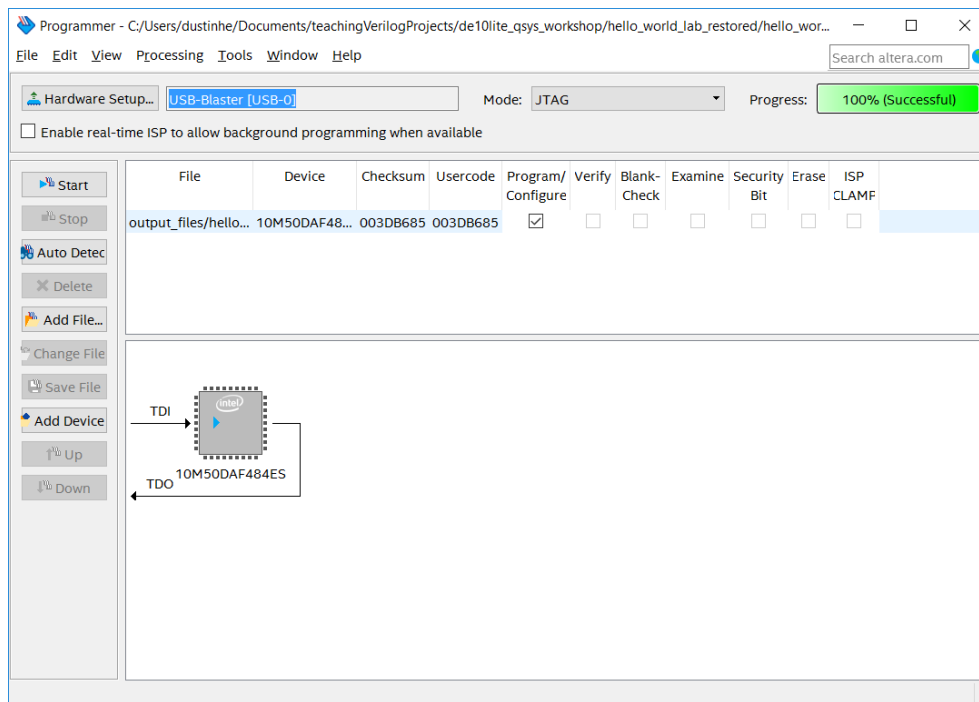 Programmer - C:/Users/dustinhe/Documents/teachingVerilogProjects/de10lite_qsys_workshop/hello_world_lab_restored/hello_wor...
File Edit View Processing Tools Window Help
Search altera.com
Hardware Setup... USB-Blaster [USB-0] Mode: JTAG Progress: 100% (Successful)
Enable real-time ISP to allow background programming when available
File Device Checksum Usercode Program/ Configure Verify Blank- Check Examine Security Bit Erase ISP CLAMP
output_files/hello... 10M50DAF48... 003DB685 003DB685
Start
Stop
Auto Detec
Delete
Add File...
Change File
Save File
Add Device
Up
Down
intel
TDI
10M50DAF484ES
TDO